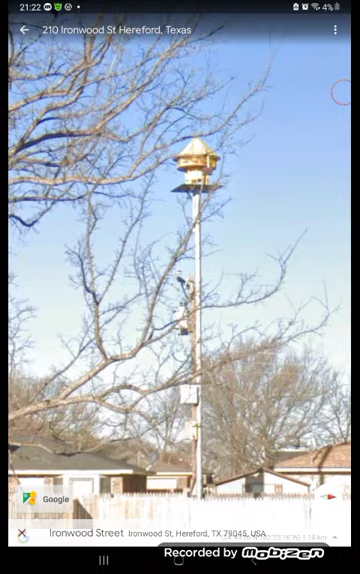 21:22
4%
210 Ironwood St Hereford, Texas
Google
Ironwood Street Ironwood St, Hereford, TX 79045, USA
Recorded by Mobizen